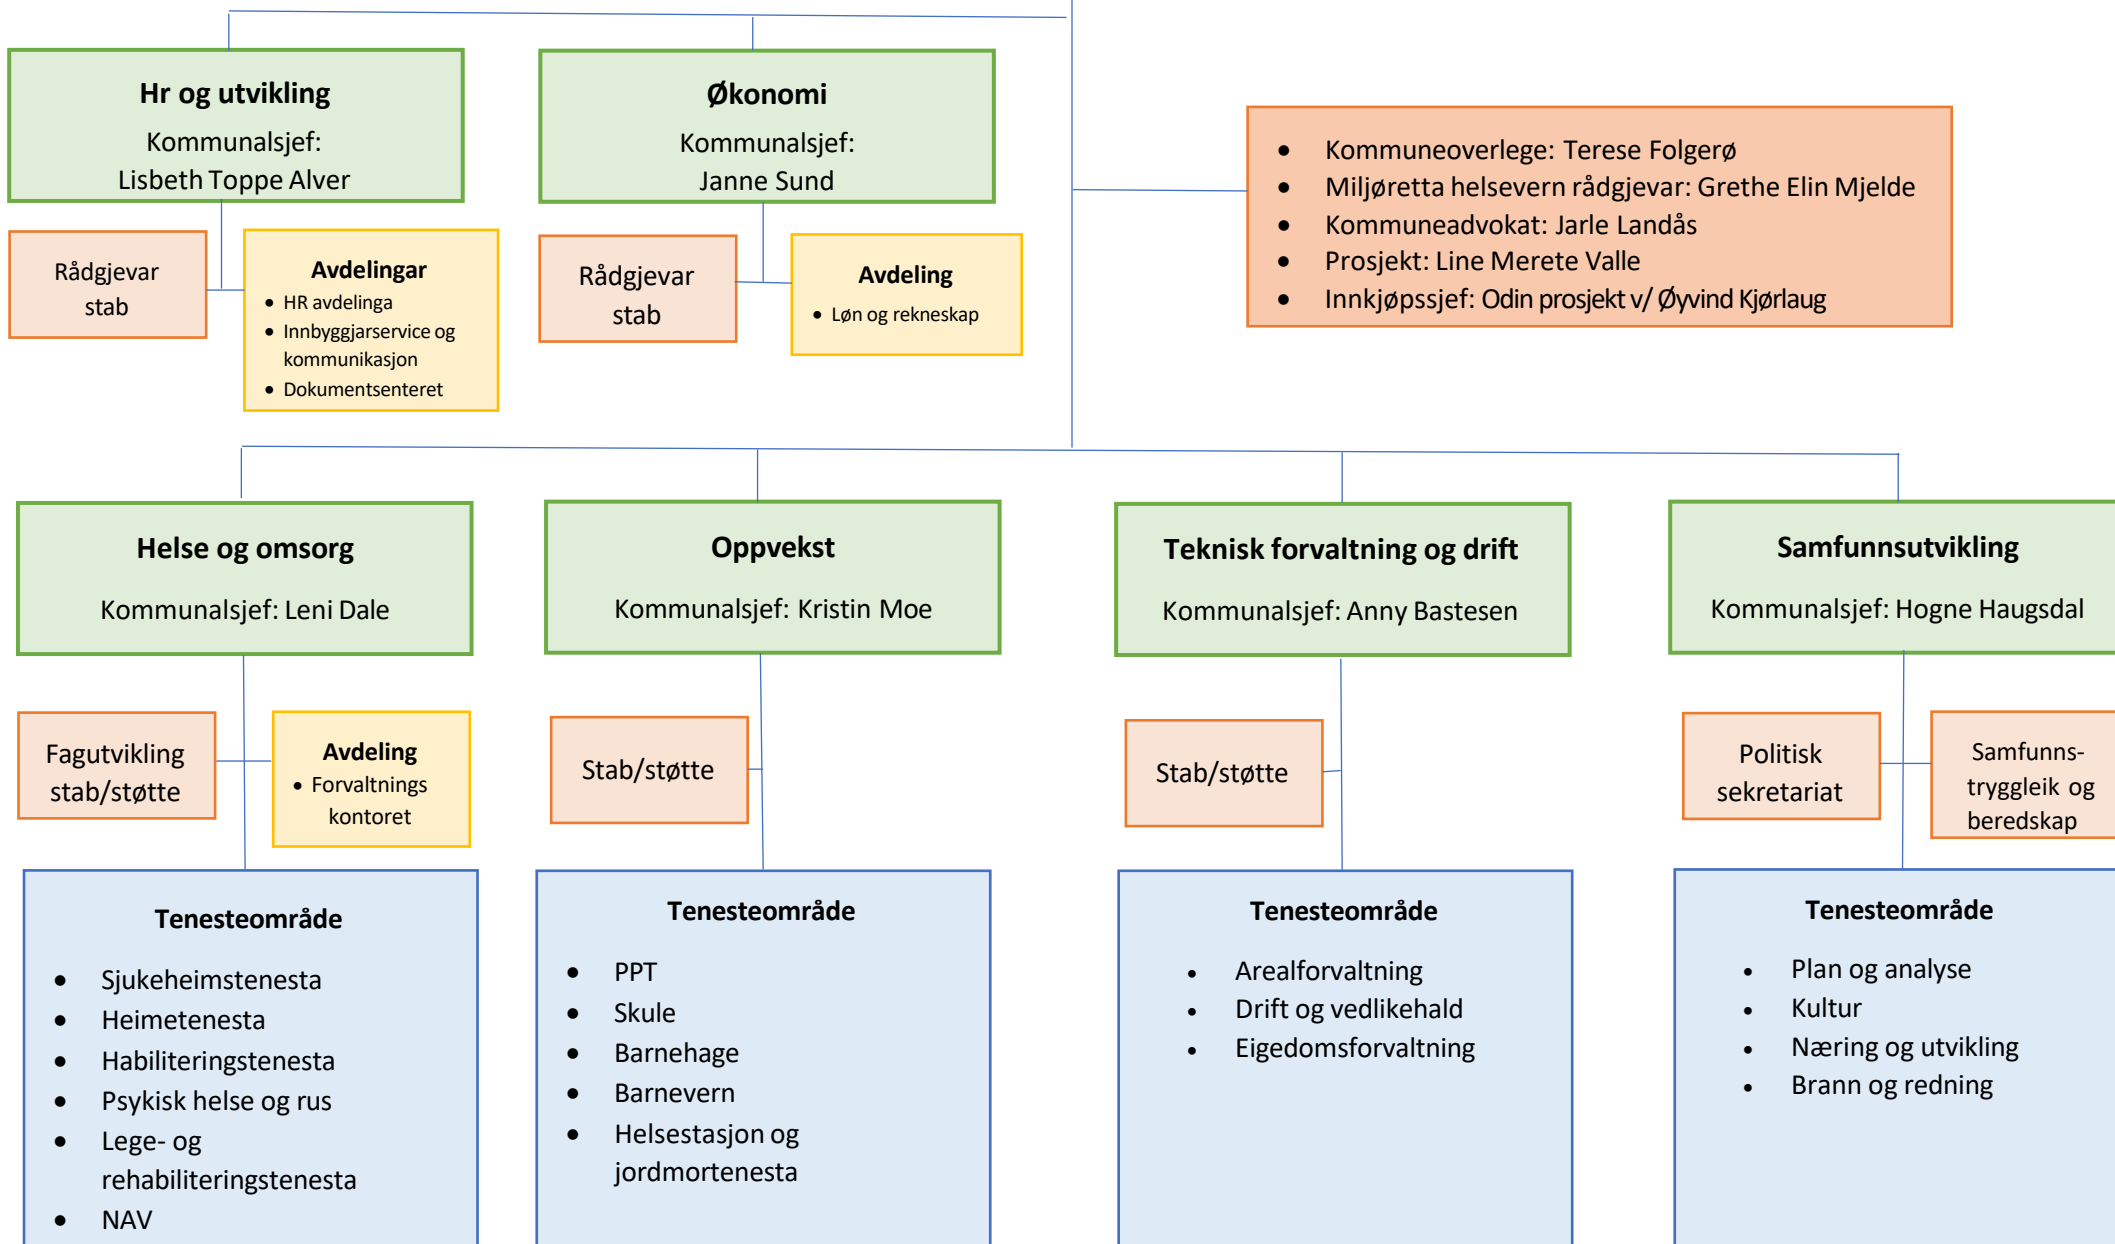 Hr og utvikling
Kommunalsjef:
Lisbeth Toppe Alver
Økonomi
Kommunalsjef:
Janne Sund
• Kommuneoverlege: Terese Folgerø
• Miljøretta helsevern rådgjevar: Grethe Elin Mjelde
• Kommuneadvokat: Jarle Landås
• Prosjekt: Line Merete Valle
• Innkjøpssjef: Odin prosjekt v/ Øyvind Kjørlaug
Rådgjevar
stab
Avdelingar
• HR avdelinga
• Innbyggjarservice og
kommunikasjon
• Dokumentsenteret
Rådgjevar
stab
Avdeling
• Løn og rekneskap
Helse og omsorg
Kommunalsjef: Leni Dale
Oppvekst
Kommunalsjef: Kristin Moe
Teknisk forvaltning og drift
Kommunalsjef: Anny Bastesen
Samfunnsutvikling
Kommunalsjef: Hogne Haugsdal
Fagutvikling
stab/støtte
Avdeling
• Forvaltnings
kontoret
Stab/støtte
Stab/støtte
Politisk
sekretariat
Samfunns-
tryggleik og
beredskap
Tenesteområde
• Sjukeheimstenesta
• Heimetenesta
• Habiliteringstenesta
• Psykisk helse og rus
• Lege- og
rehabiliteringstenesta
• NAV
Tenesteområde
• PPT
• Skule
• Barnehage
• Barnevern
• Helsestasjon og
jordmortenesta
Tenesteområde
• Arealforvaltning
• Drift og vedlikehald
• Eigedomsforvaltning
Tenesteområde
• Plan og analyse
• Kultur
• Næring og utvikling
• Brann og redning